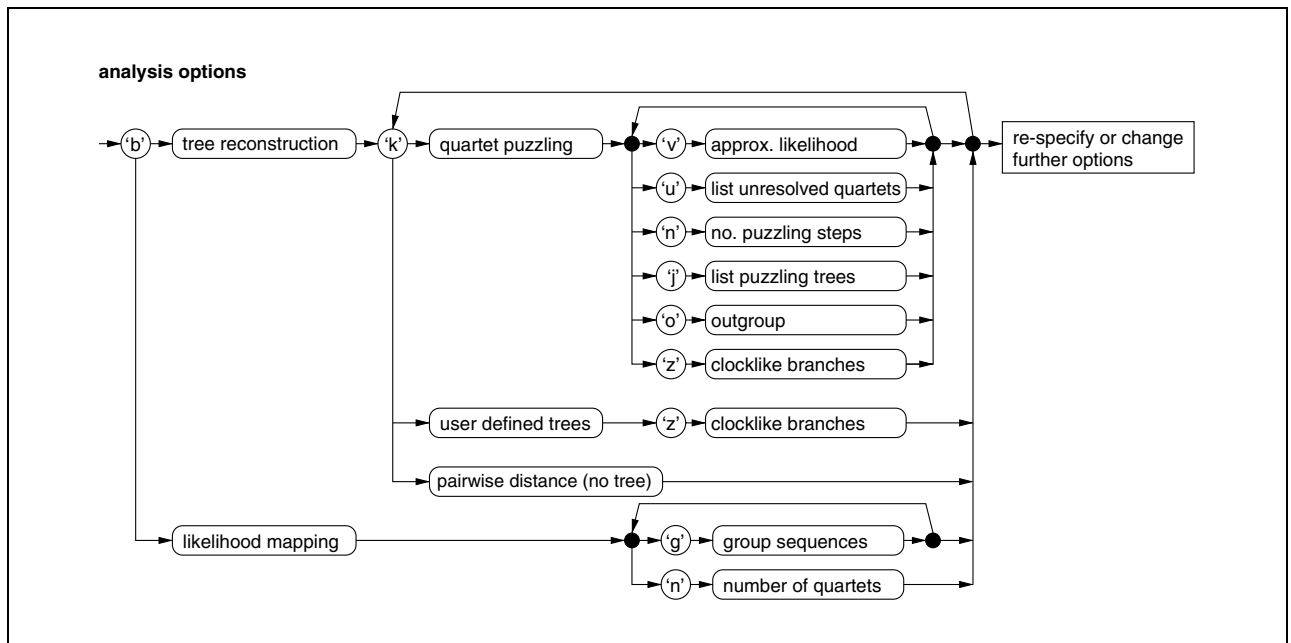 analysis options
‘b’ tree reconstruction ‘k’ quartet puzzling ‘v’ approx. likelihood re-specify or change
further options
‘u’ list unresolved quartets
‘n’ no. puzzling steps
‘j’ list puzzling trees
‘o’ outgroup
‘z’ clocklike branches
user defined trees ‘z’ clocklike branches
pairwise distance (no tree)
likelihood mapping ‘g’ group sequences
‘n’ number of quartets